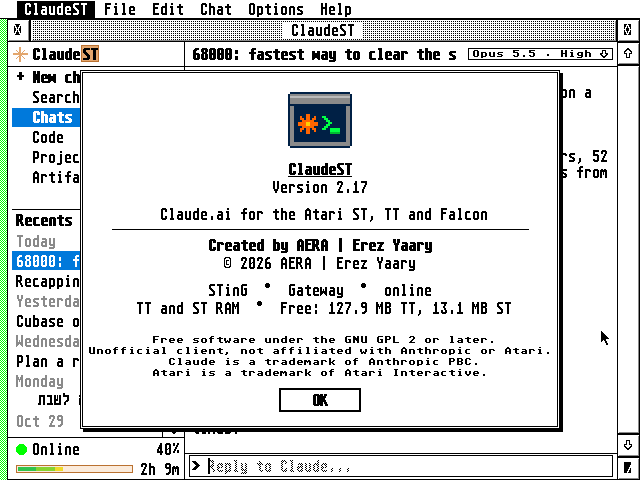 ClaudeST File Edit Chat Options Help
ClaudeST
ClaudeST
68000: fastest way to clear the s
Opus 5.5 · High
+ New ch
Search
Chats
Code
Projec
Artifa
Recents
Today
68000: f
Recappin
Yesterda
Cubase o
Wednesda
Plan a r
Monday
לשבת
Oct 29
Online 40%
2h 9m
on a
rs, 52
s from
ClaudeST
Version 2.17
Claude.ai for the Atari ST, TT and Falcon
Created by AERA | Erez Yaary
© 2026 AERA | Erez Yaary
STinG • Gateway • online
TT and ST RAM • Free: 127.9 MB TT, 13.1 MB ST
Free software under the GNU GPL 2 or later.
Unofficial client, not affiliated with Anthropic or Atari.
Claude is a trademark of Anthropic PBC.
Atari is a trademark of Atari Interactive.
OK
Reply to Claude...